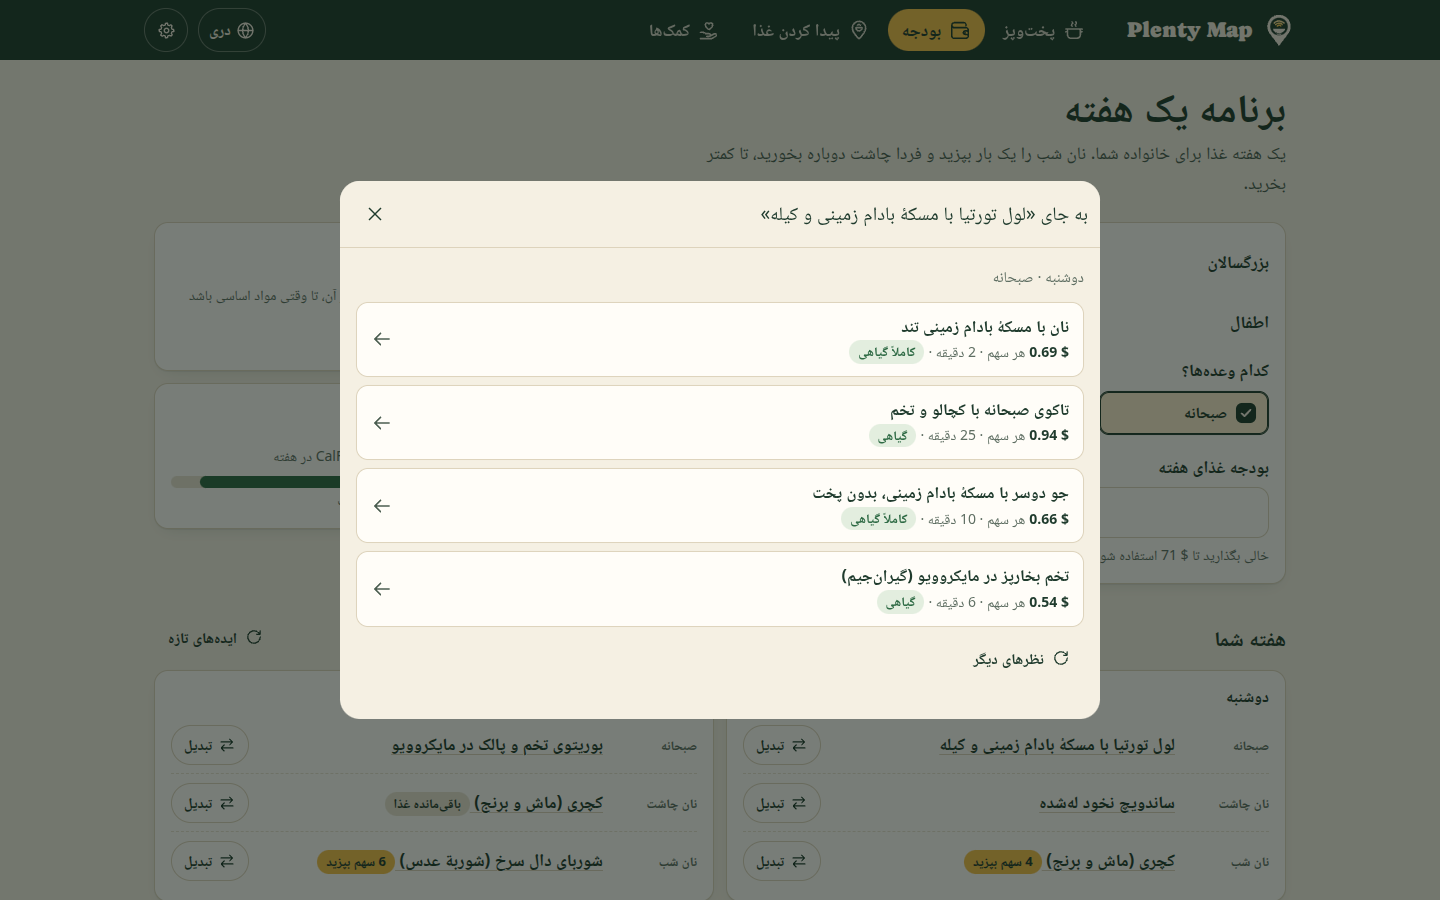 Plenty Map
پخت‌وپز
بودجه
پیدا کردن غذا
کمک‌ها
دری
برنامه یک هفته
یک هفته غذا برای خانواده شما. نان شب را یک بار بپزید و فردا چاشت دوباره بخورید، تا کمتر
بخرید.
بزرگسالان
اطفال
کدام وعده‌ها؟
صبحانه
بودجه غذای هفته
خالی بگذارید تا $ 71 استفاده شو
آن، تا وقتی مواد اساسی باشد
CalF در هفته
به جای «لول تورتیا با مسکهٔ بادام زمینی و کیله»
دوشنبه · صبحانه
نان با مسکهٔ بادام زمینی تند
$ 0.69 هر سهم · 2 دقیقه · کاملاً گیاهی
تاکوی صبحانه با کچالو و تخم
$ 0.94 هر سهم · 25 دقیقه · گیاهی
جو دوسر با مسکهٔ بادام زمینی، بدون پخت
$ 0.66 هر سهم · 10 دقیقه · کاملاً گیاهی
تخم بخارپز در مایکروویو (گیران‌جیم)
$ 0.54 هر سهم · 6 دقیقه · گیاهی
نظرهای دیگر
هفته شما
ایده‌های تازه
دوشنبه
صبحانه
لول تورتیا با مسکهٔ بادام زمینی و کیله
تبدیل
نان چاشت
ساندویچ نخود له‌شده
تبدیل
نان شب
کچری (ماش و برنج) 4 سهم بپزید
تبدیل
صبحانه
بوریتوی تخم و پالک در مایکروویو
تبدیل
نان چاشت
کچری (ماش و برنج) باقی‌مانده غذا
تبدیل
نان شب
شوربای دال سرخ (شوربة عدس) 6 سهم بپزید
تبدیل